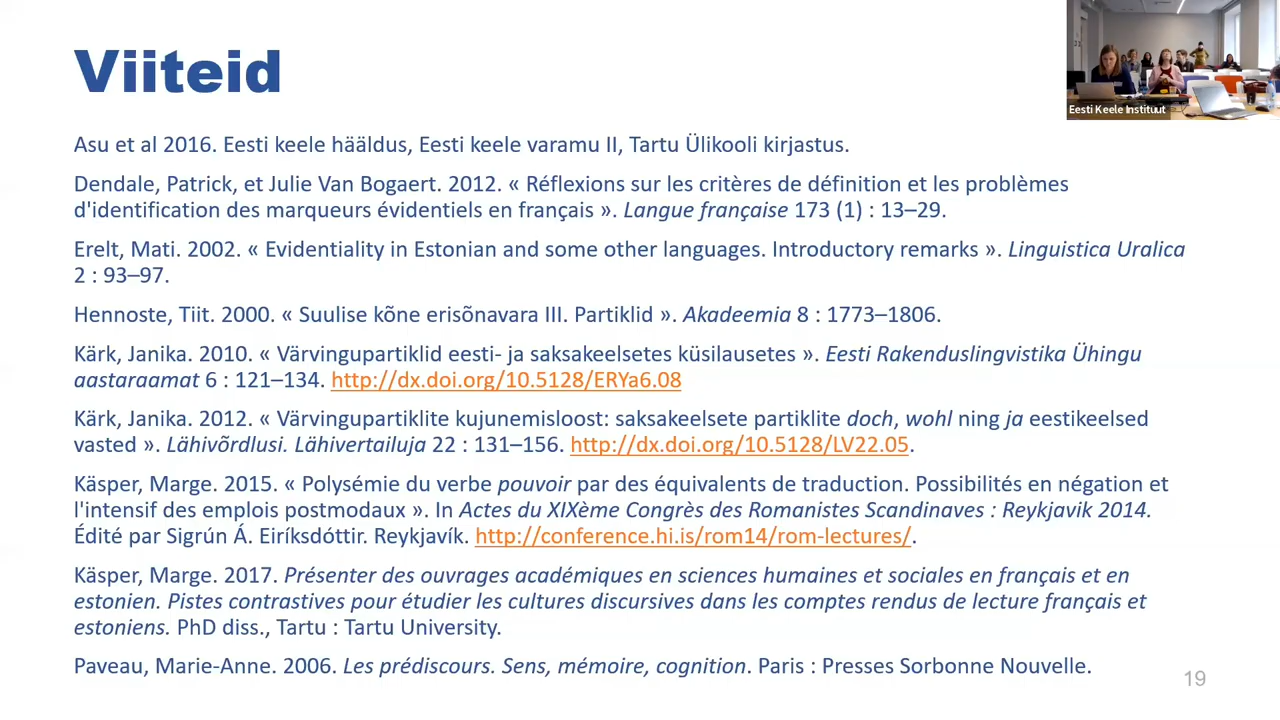 Viiteid
Eesti Keele Instituut
Asu et al 2016. Eesti keele hääldus, Eesti keele varamu II, Tartu Ülikooli kirjastus.
Dendale, Patrick, et Julie Van Bogaert. 2012. « Réflexions sur les critères de définition et les problèmes
d'identification des marqueurs évidentiels en français ». Langue française 173 (1) : 13–29.
Erelt, Mati. 2002. « Evidentiality in Estonian and some other languages. Introductory remarks ». Linguistica Uralica
2 : 93–97.
Hennoste, Tiit. 2000. « Suulise kõne erisõnavara III. Partiklid ». Akadeemia 8 : 1773–1806.
Kärk, Janika. 2010. « Värvingupartiklid eesti- ja saksakeelsetes küsilausetes ». Eesti Rakenduslingvistika Ühingu
aastaraamat 6 : 121–134. http://dx.doi.org/10.5128/ERYa6.08
Kärk, Janika. 2012. « Värvingupartiklite kujunemisloost: saksakeelsete partiklite doch, wohl ning ja eestikeelsed
vasted ». Lähivõrdlusi. Lähivertailuja 22 : 131–156. http://dx.doi.org/10.5128/LV22.05.
Käsper, Marge. 2015. « Polysémie du verbe pouvoir par des équivalents de traduction. Possibilités en négation et
l'intensif des emplois postmodaux ». In Actes du XIXème Congrès des Romanistes Scandinaves : Reykjavik 2014.
Édité par Sigrún Á. Eiríksdóttir. Reykjavík. http://conference.hi.is/rom14/rom-lectures/.
Käsper, Marge. 2017. Présenter des ouvrages académiques en sciences humaines et sociales en français et en
estonien. Pistes contrastives pour étudier les cultures discursives dans les comptes rendus de lecture français et
estoniens. PhD diss., Tartu : Tartu University.
Paveau, Marie-Anne. 2006. Les prédiscours. Sens, mémoire, cognition. Paris : Presses Sorbonne Nouvelle.
19